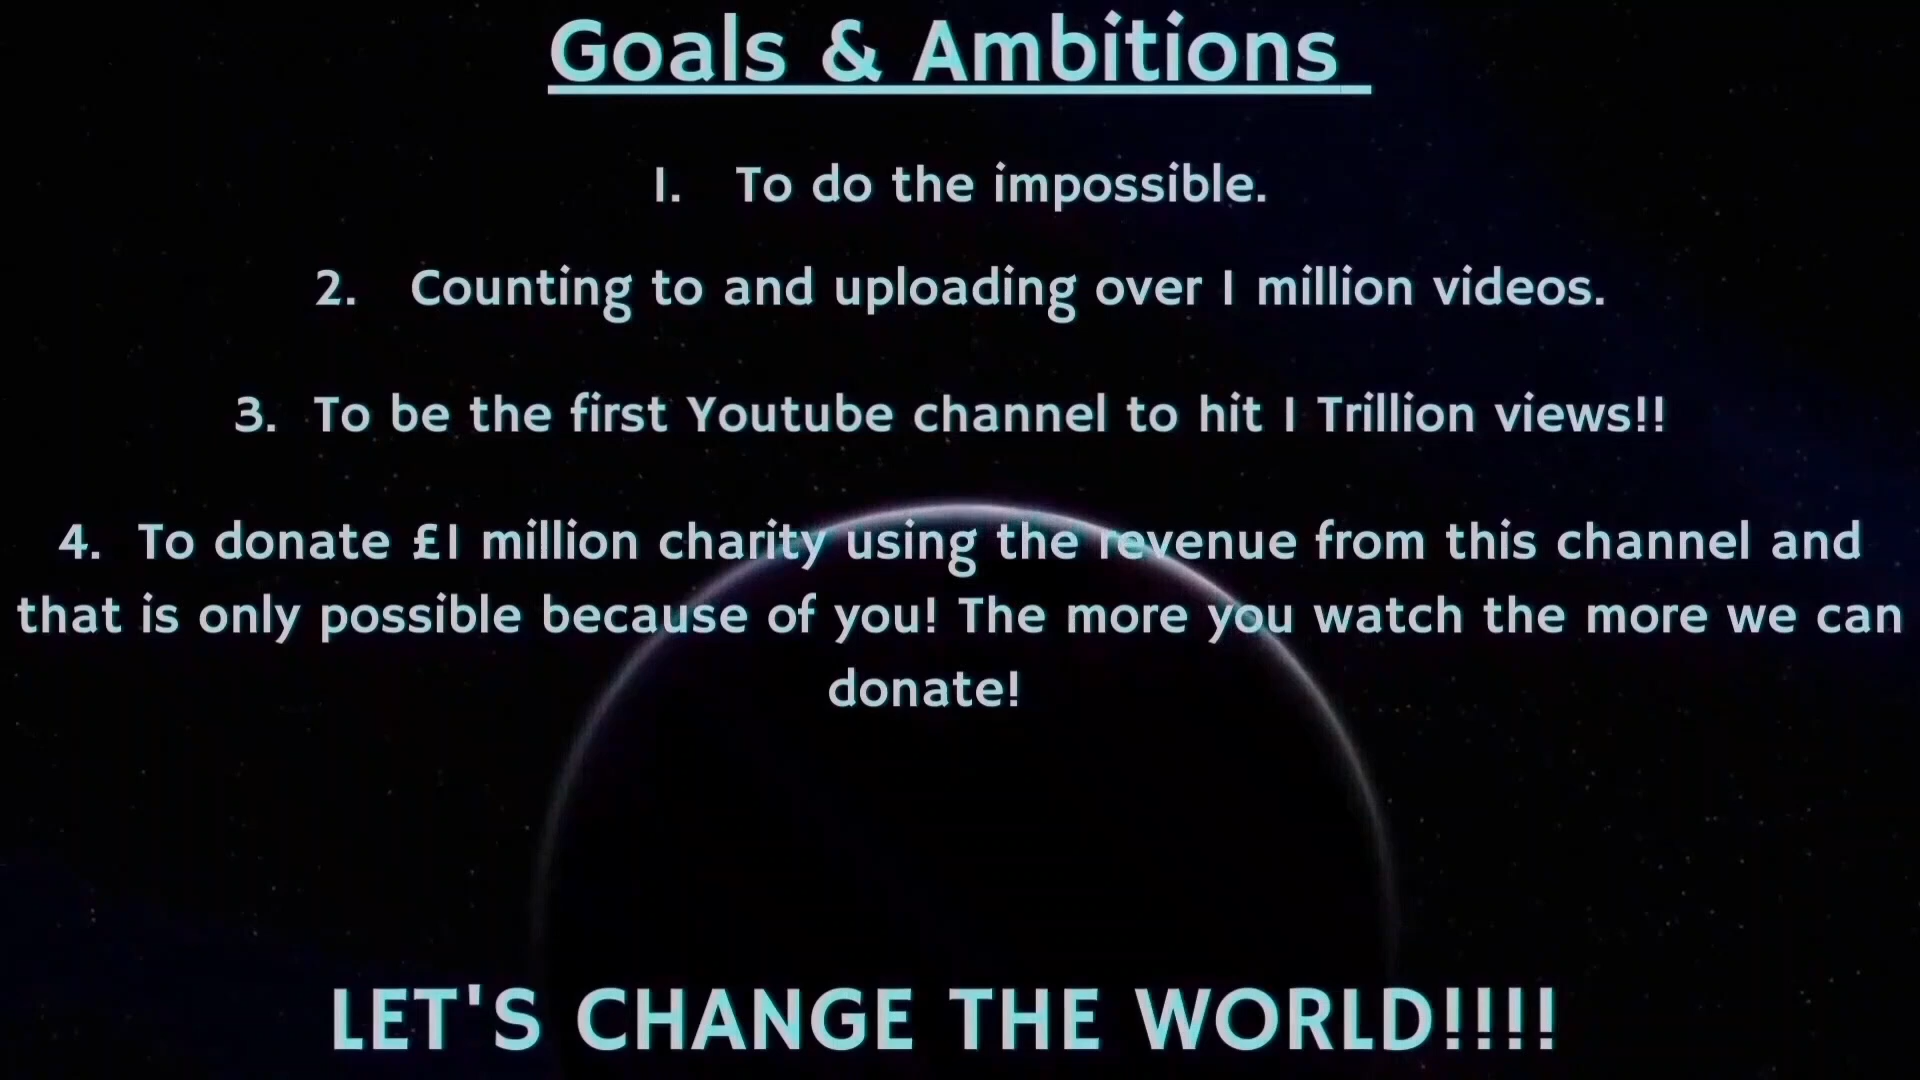 Goals & Ambitions
1. To do the impossible.
2. Counting to and uploading over 1 million videos.
3. To be the first Youtube channel to hit 1 Trillion views!!
4. To donate £1 million charity using the revenue from this channel and
that is only possible because of you! The more you watch the more we can
donate!
LET'S CHANGE THE WORLD!!!!